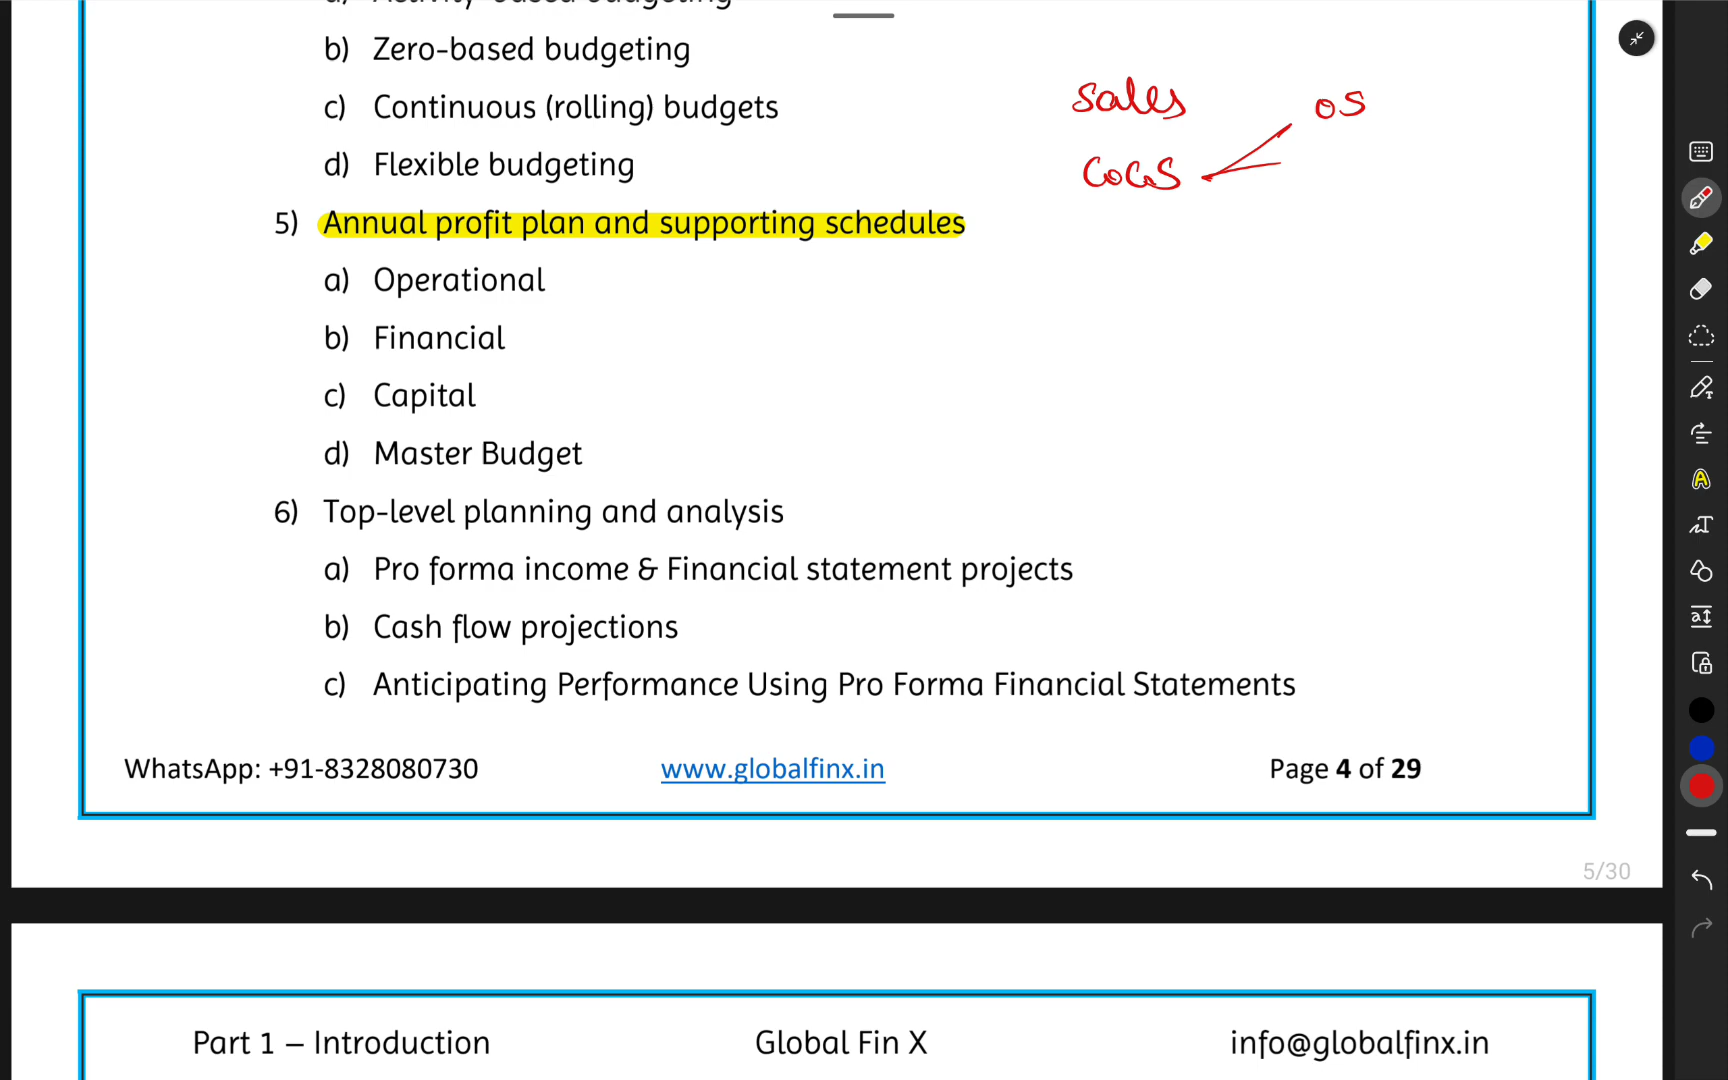 b) Zero-based budgeting
c) Continuous (rolling) budgets
d) Flexible budgeting
sales
COGS
OS
5) Annual profit plan and supporting schedules
a) Operational
b) Financial
c) Capital
d) Master Budget
6) Top-level planning and analysis
a) Pro forma income & Financial statement projects
b) Cash flow projections
c) Anticipating Performance Using Pro Forma Financial Statements
WhatsApp: +91-8328080730 www.globalfinx.in Page 4 of 29
5/30
Part 1 – Introduction Global Fin X info@globalfinx.in